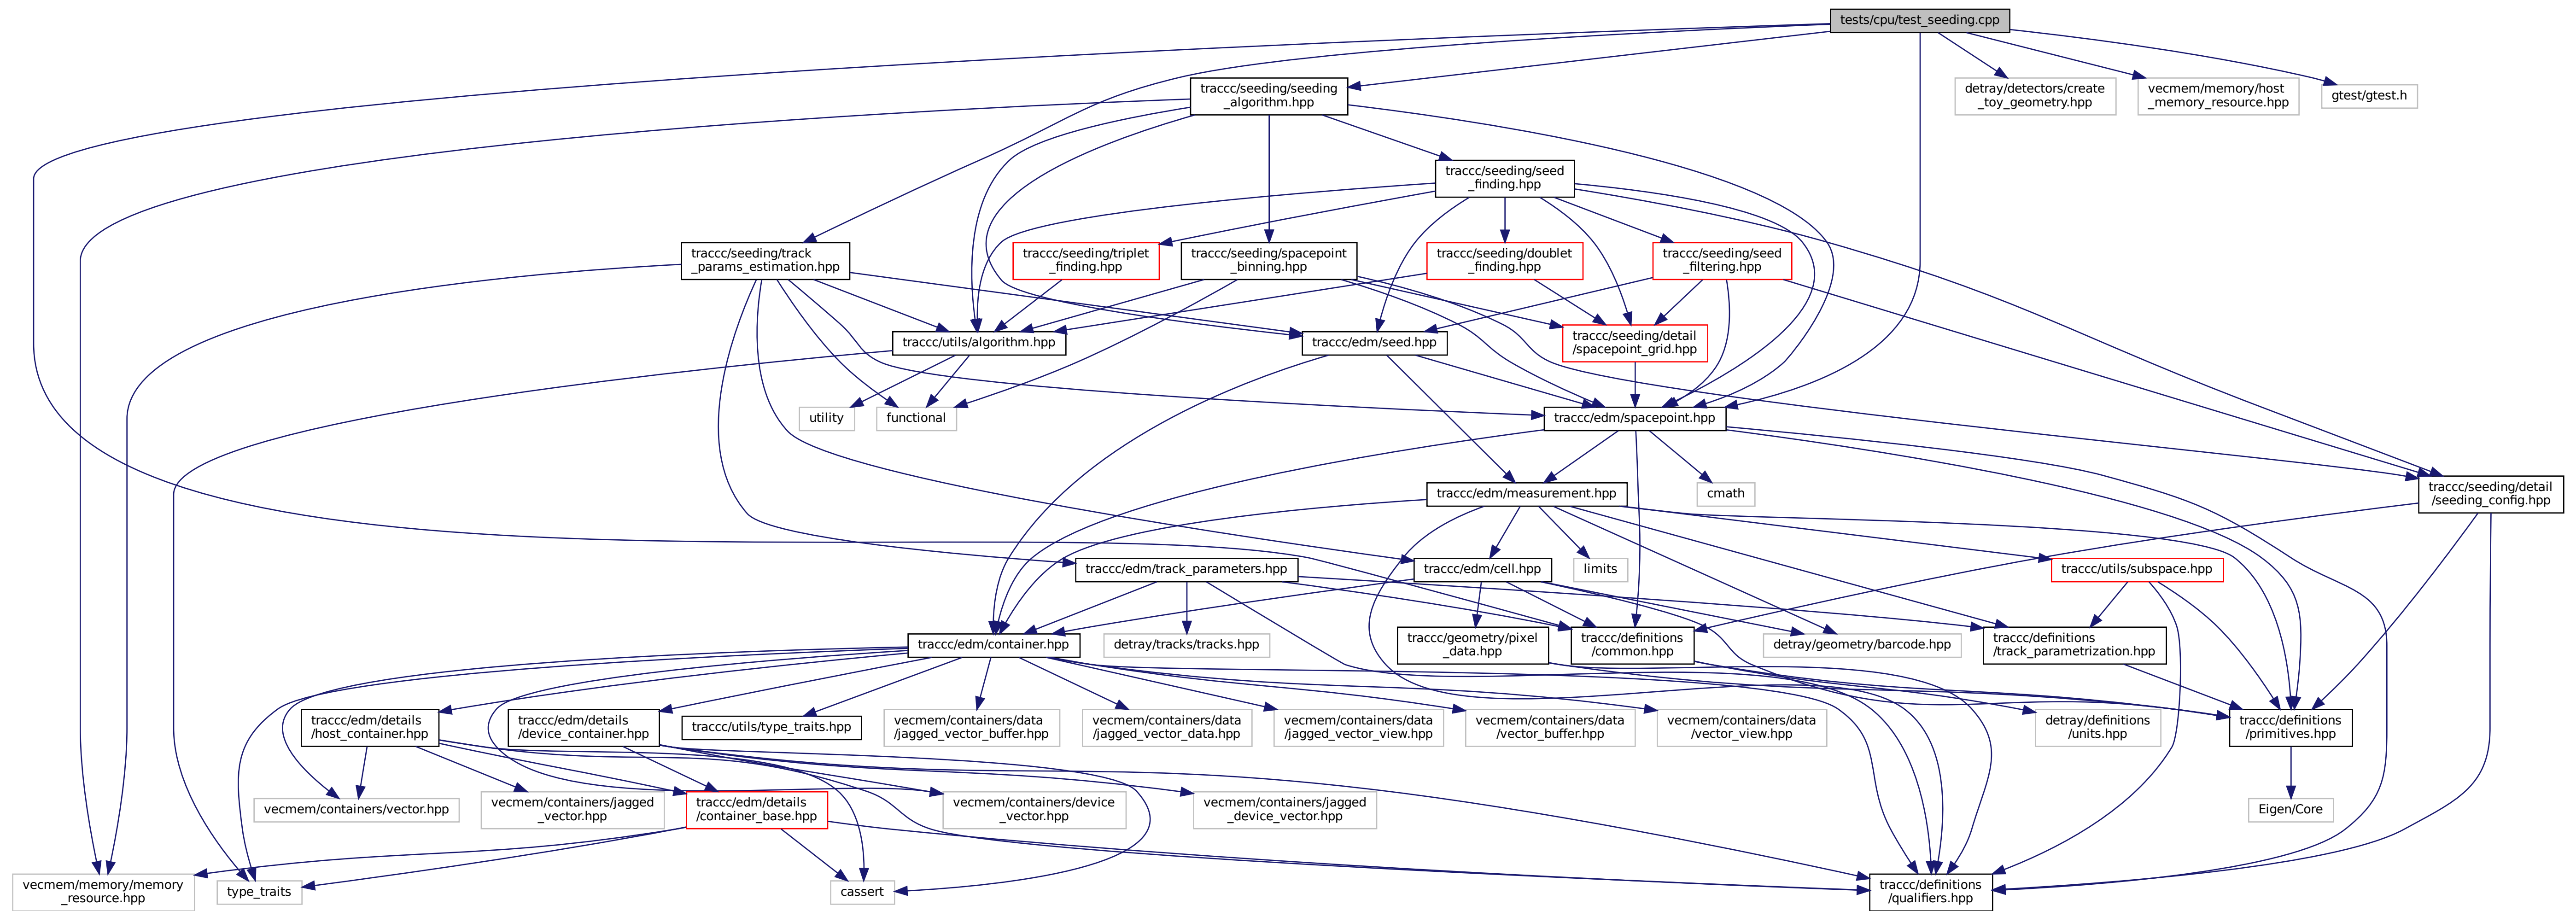 tests/cpu/test_seeding.cpp
traccc/seeding/seeding
_algorithm.hpp
detray/detectors/create
_toy_geometry.hpp
vecmem/memory/host
_memory_resource.hpp
gtest/gtest.h
traccc/seeding/seed
_finding.hpp
traccc/seeding/track
_params_estimation.hpp
traccc/seeding/triplet
_finding.hpp
traccc/seeding/spacepoint
_binning.hpp
traccc/seeding/doublet
_finding.hpp
traccc/seeding/seed
_filtering.hpp
traccc/utils/algorithm.hpp
traccc/edm/seed.hpp
traccc/seeding/detail
/spacepoint_grid.hpp
utility
functional
traccc/edm/spacepoint.hpp
traccc/edm/measurement.hpp
cmath
traccc/seeding/detail
/seeding_config.hpp
traccc/edm/track_parameters.hpp
traccc/edm/cell.hpp
limits
traccc/utils/subspace.hpp
traccc/edm/container.hpp
detray/tracks/tracks.hpp
traccc/geometry/pixel
_data.hpp
traccc/definitions
/common.hpp
detray/geometry/barcode.hpp
traccc/definitions
/track_parametrization.hpp
traccc/edm/details
/host_container.hpp
traccc/edm/details
/device_container.hpp
traccc/utils/type_traits.hpp
vecmem/containers/data
/jagged_vector_buffer.hpp
vecmem/containers/data
/jagged_vector_data.hpp
vecmem/containers/data
/jagged_vector_view.hpp
vecmem/containers/data
/vector_buffer.hpp
vecmem/containers/data
/vector_view.hpp
detray/definitions
/units.hpp
traccc/definitions
/primitives.hpp
vecmem/containers/vector.hpp
vecmem/containers/jagged
_vector.hpp
traccc/edm/details
/container_base.hpp
vecmem/containers/device
_vector.hpp
vecmem/containers/jagged
_device_vector.hpp
Eigen/Core
vecmem/memory/memory
_resource.hpp
type_traits
cassert
traccc/definitions
/qualifiers.hpp